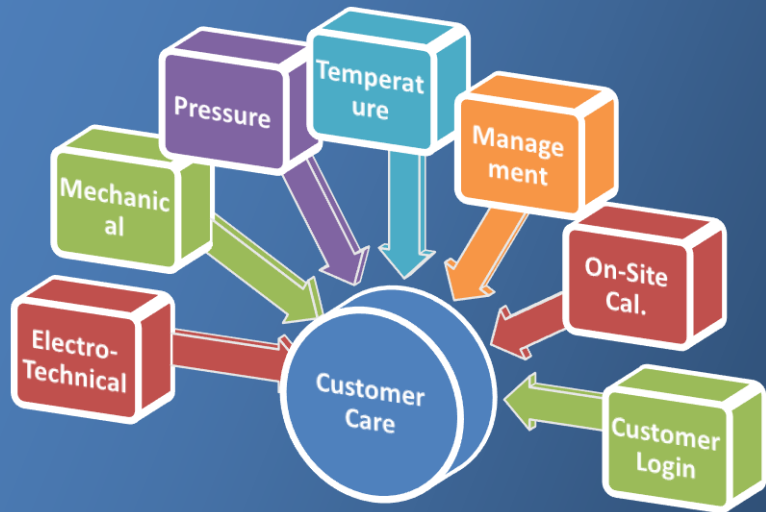 Temperat
ure
Pressure
Manage
ment
Mechanic
al
On-Site
Cal.
Electro-
Technical
Customer
Care
Customer
Login